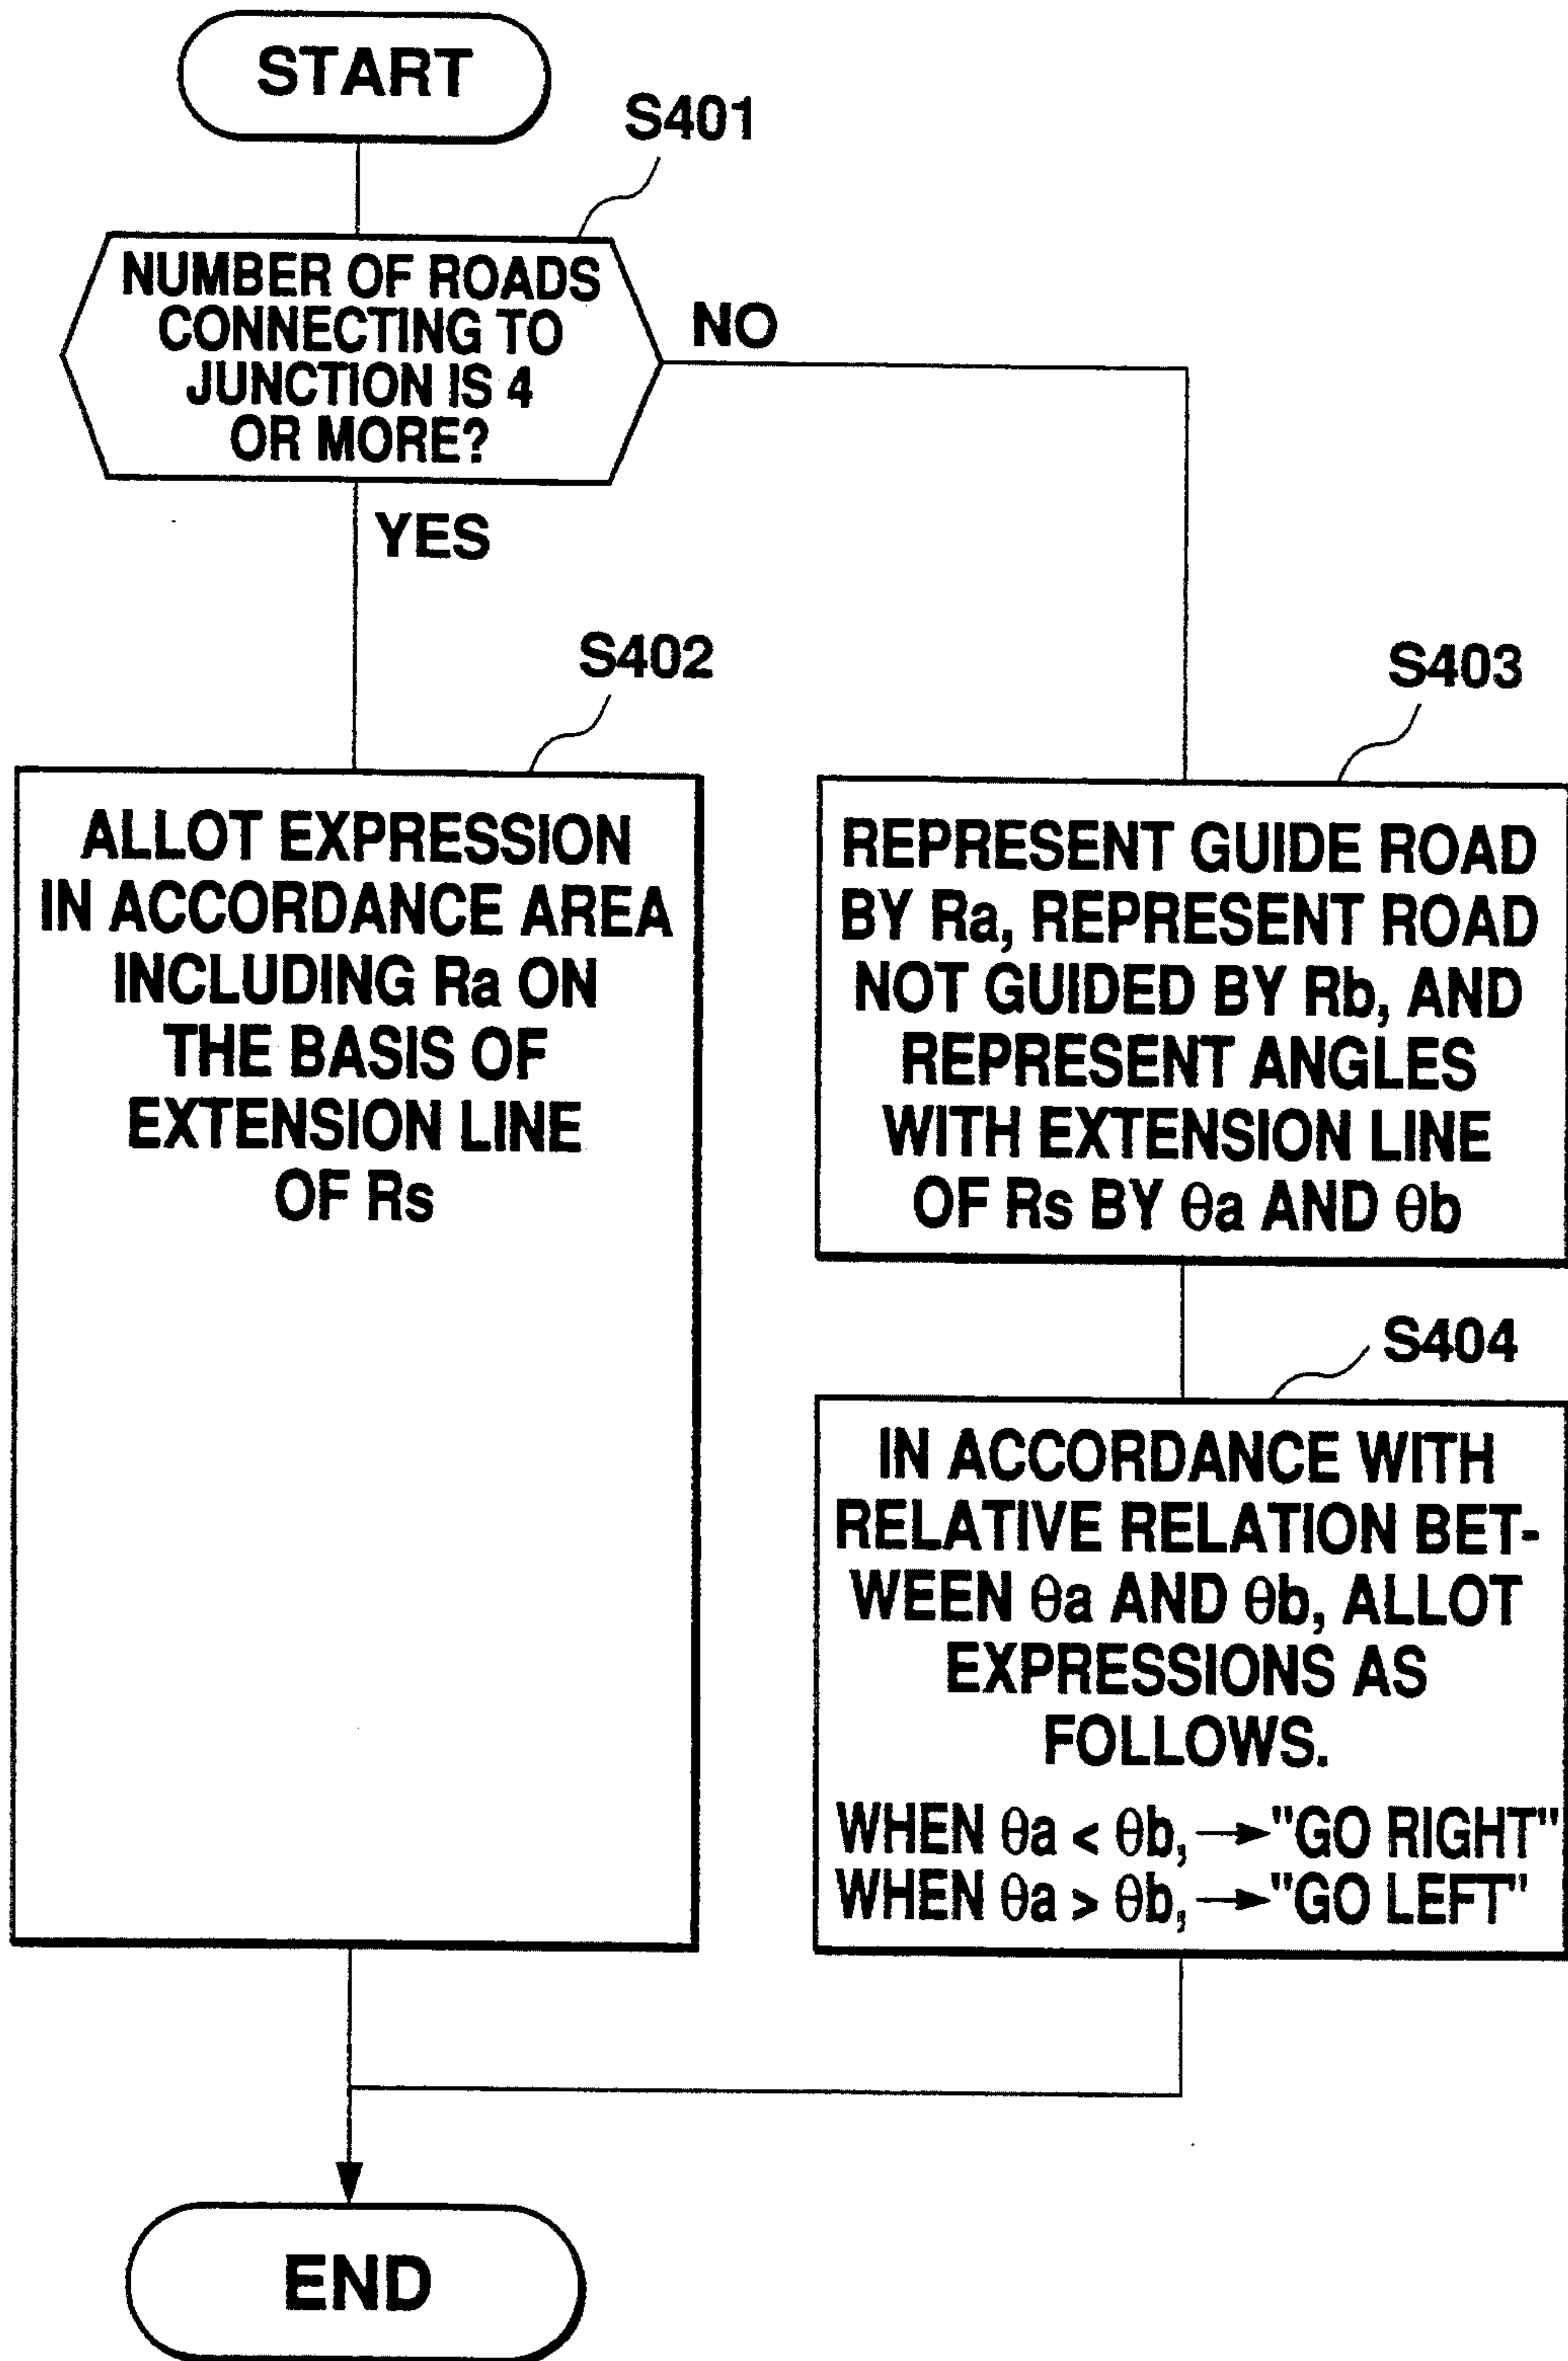 START
S401
NUMBER OF ROADS
CONNECTING TO
JUNCTION IS 4
OR MORE?
NO
YES
S402
ALLOT EXPRESSION
IN ACCORDANCE AREA
INCLUDING Ra ON
THE BASIS OF
EXTENSION LINE
OF Rs
S403
REPRESENT GUIDE ROAD
BY Ra, REPRESENT ROAD
NOT GUIDED BY Rb, AND
REPRESENT ANGLES
WITH EXTENSION LINE
OF Rs BY θa AND θb
S404
IN ACCORDANCE WITH
RELATIVE RELATION BET-
WEEN θa AND θb, ALLOT
EXPRESSIONS AS
FOLLOWS.
WHEN θa < θb, → "GO RIGHT"
WHEN θa > θb, → "GO LEFT"
END